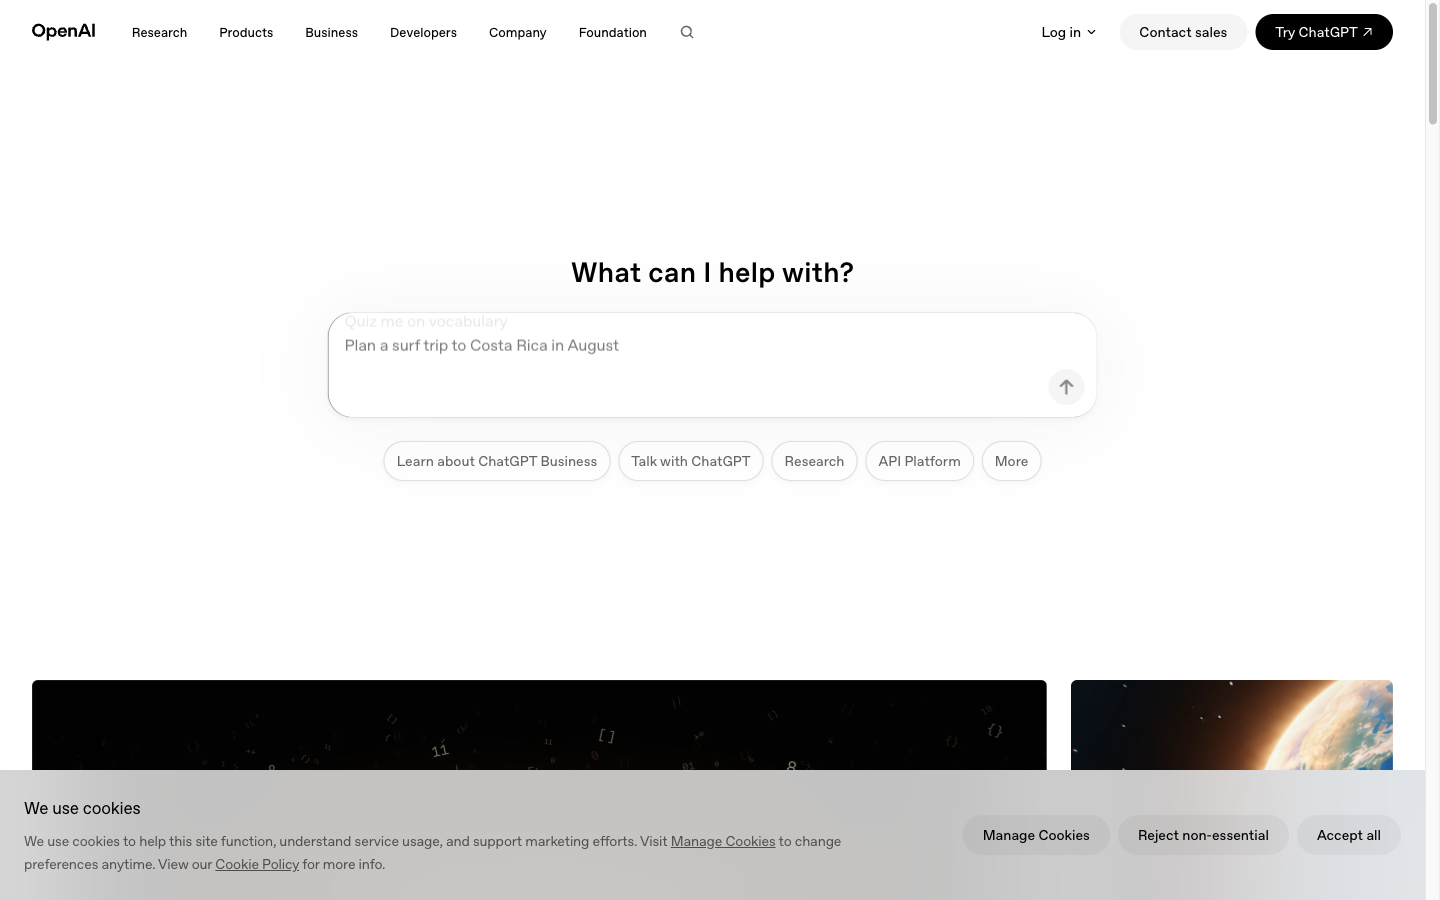 OpenAI
Research
Products
Business
Developers
Company
Foundation
Log in
Contact sales
Try ChatGPT
What can I help with?
Quiz me on vocabulary
Plan a surf trip to Costa Rica in August
Learn about ChatGPT Business
Talk with ChatGPT
Research
API Platform
More
We use cookies
We use cookies to help this site function, understand service usage, and support marketing efforts. Visit Manage Cookies to change
preferences anytime. View our Cookie Policy for more info.
Manage Cookies
Reject non-essential
Accept all